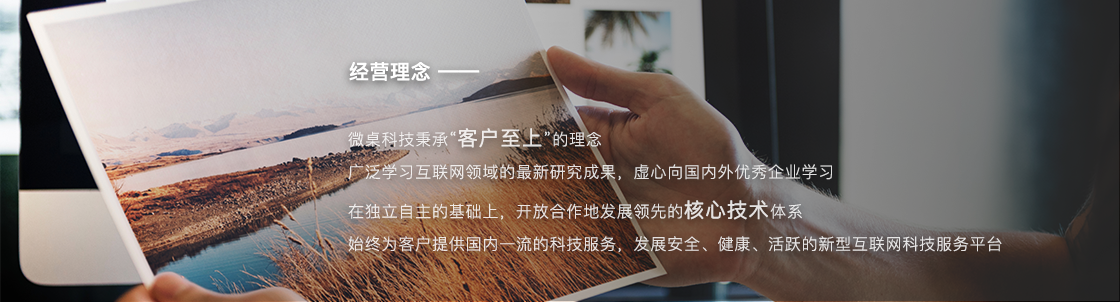 经营理念 ——
微桌科技秉承“客户至上”的理念
广泛学习互联网领域的最新研究成果，虚心向国内外优秀企业学习
在独立自主的基础上，开放合作地发展领先的核心技术体系
始终为客户提供国内一流的科技服务，发展安全、健康、活跃的新型互联网科技服务平台